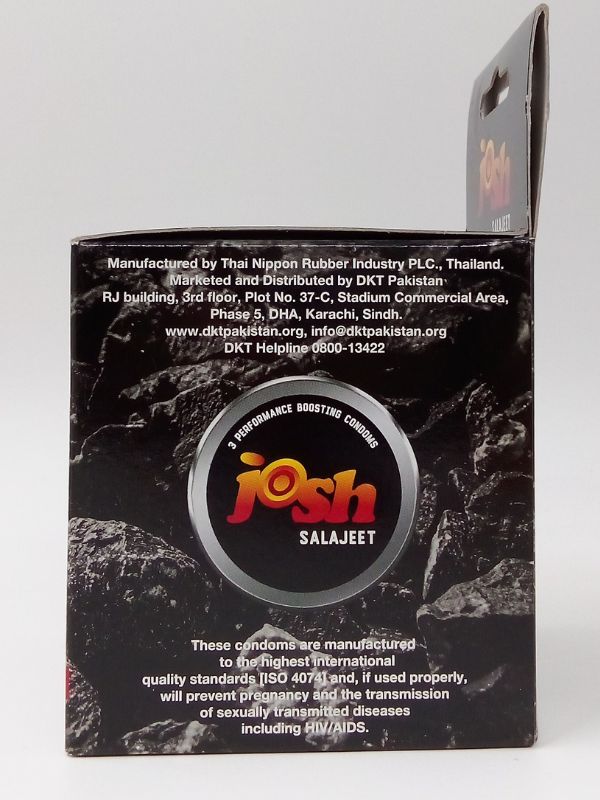 josh
SALAJEET
Manufactured by Thai Nippon Rubber Industry PLC., Thailand.
Marketed and Distributed by DKT Pakistan
RJ building, 3rd floor, Plot No. 37-C, Stadium Commercial Area,
Phase 5, DHA, Karachi, Sindh.
www.dktpakistan.org, info@dktpakistan.org
DKT Helpline 0800-13422
3 PERFORMANCE BOOSTING CONDOMS
josh
SALAJEET
These condoms are manufactured
to the highest international
quality standards [ISO 4074] and, if used properly,
will prevent pregnancy and the transmission
of sexually transmitted diseases
including HIV/AIDS.